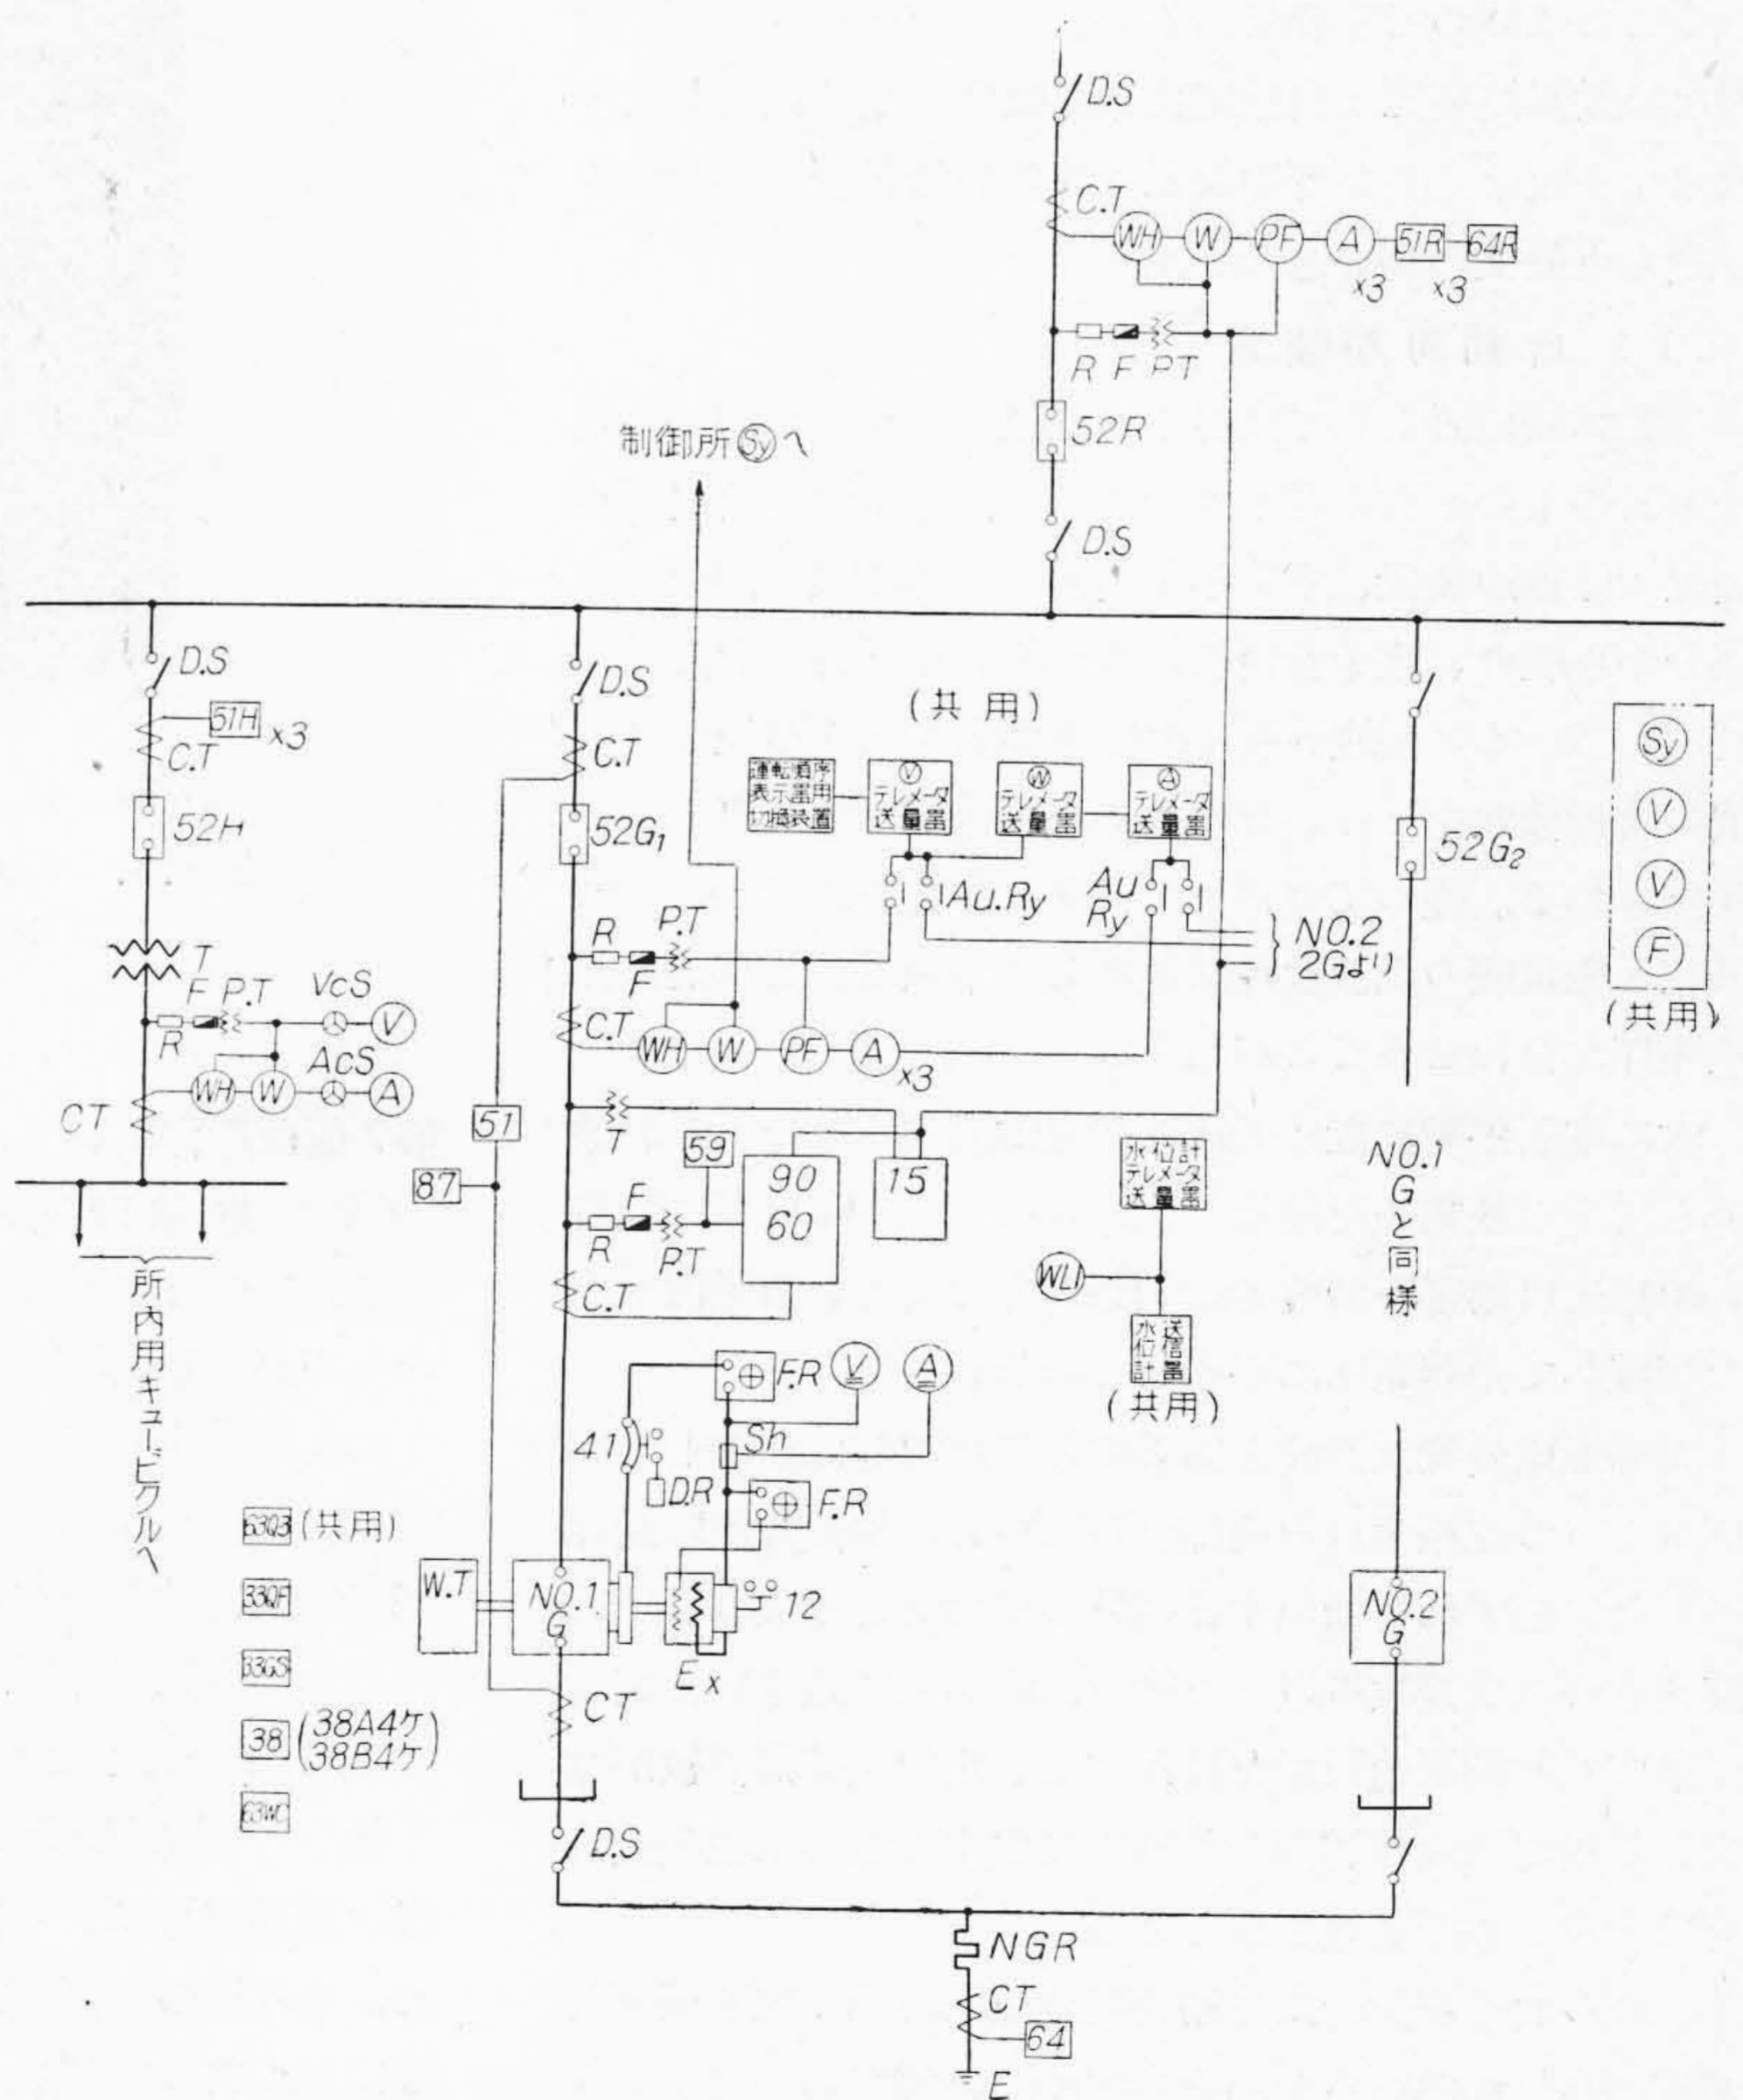 D.S
C.T
WH W PF A 51R 64R
×3 ×3
R F PT
52R
制御所Syへ
D.S
D.S
51H ×3
C.T
52H
T
F P.T VcS
V
R
AcS
WH W A
CT
所内用キュービクルへ
D.S
C.T
52G1
R P.T
F
C.T
WH W PF A
×3
51
87
T
59
90
60
15
F
R P.T
C.T
(共用)
運転順序
表示器用
切換装置
V
テレメータ
送量器
W
テレメータ
送量器
A
テレメータ
送量器
Au.Ry
Au
Ry
NO.2
2Gより
52G2
Sy
V
V
F
(共用)
水位計
テレメータ
送量器
WLI
水位計
送信器
(共用)
NO.1
Gと同様
F.R V A
41
Sh
D.R
F.R
63Q3 (共用)
33QF
33GS
38 (38A4ケ
38B4ケ)
63WC
W.T
NO.1
G
12
Ex
CT
D.S
NO.2
G
NGR
CT
64
E